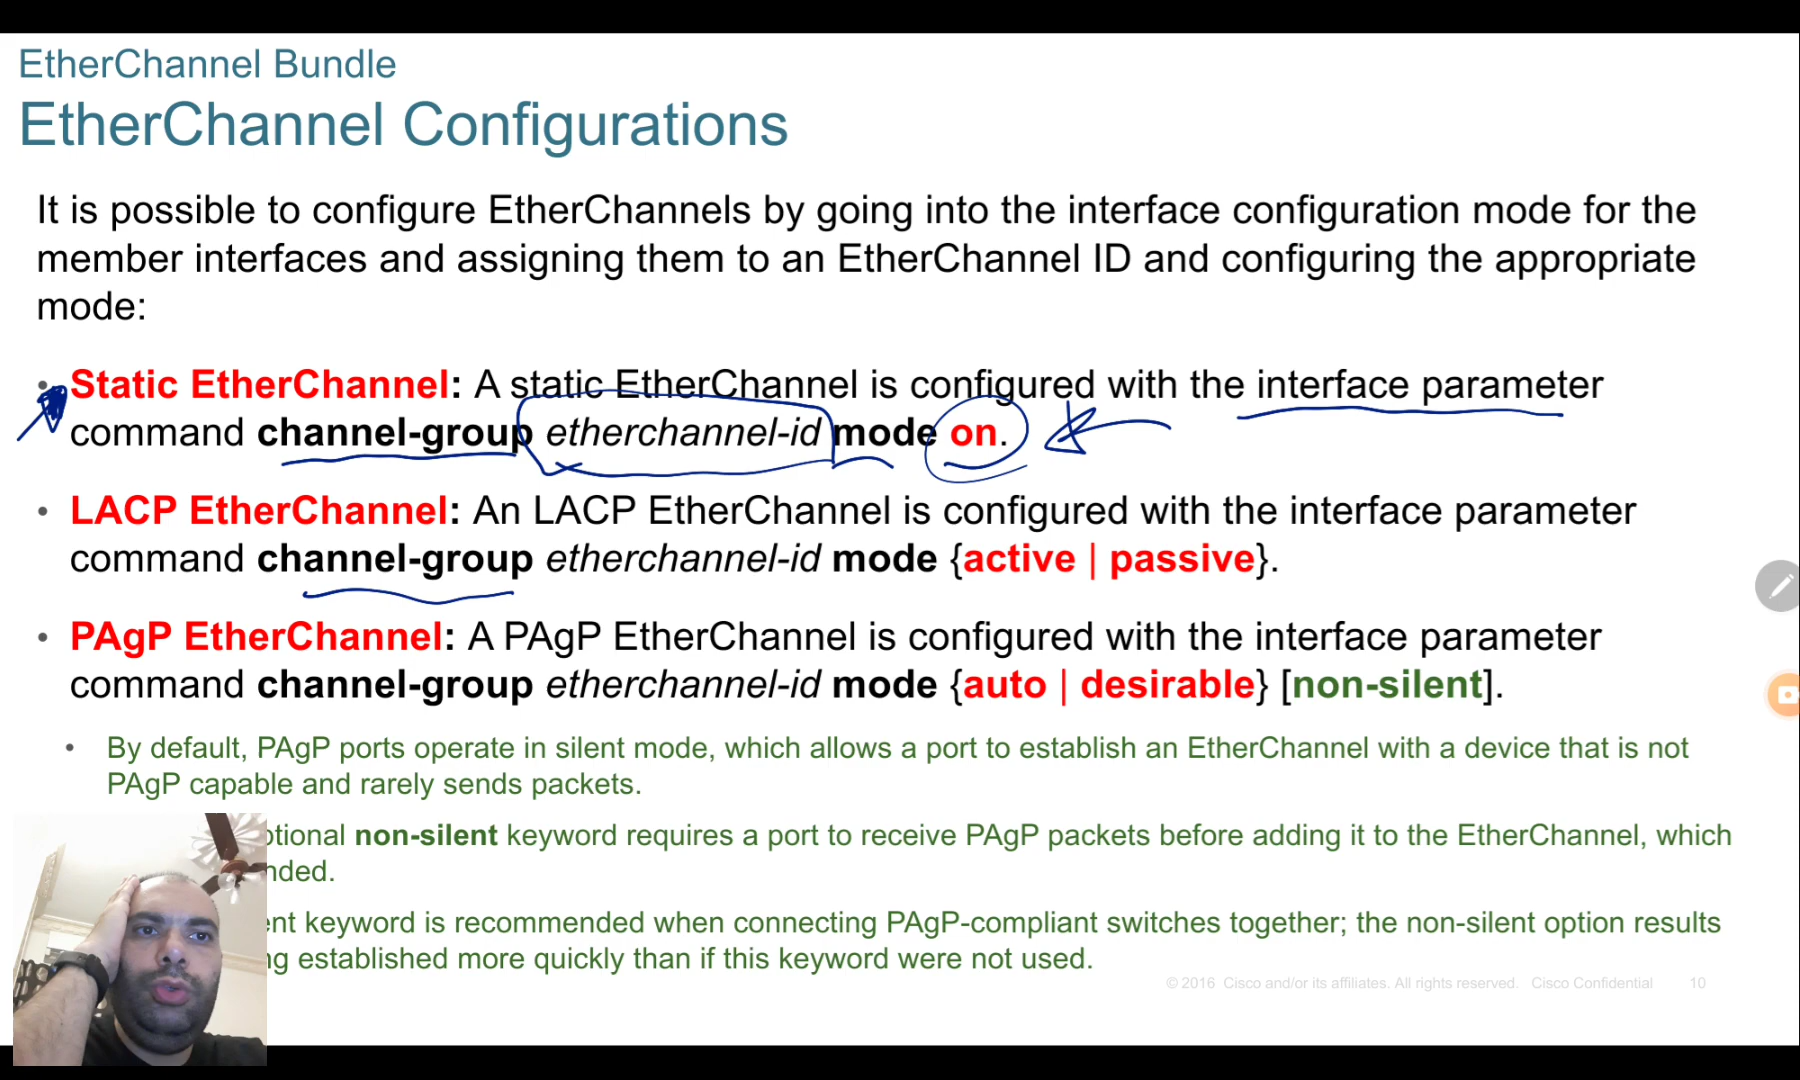 EtherChannel Bundle
EtherChannel Configurations
It is possible to configure EtherChannels by going into the interface configuration mode for the
member interfaces and assigning them to an EtherChannel ID and configuring the appropriate
mode:
• Static EtherChannel: A static EtherChannel is configured with the interface parameter
command channel-group etherchannel-id mode on.
• LACP EtherChannel: An LACP EtherChannel is configured with the interface parameter
command channel-group etherchannel-id mode {active | passive}.
• PAgP EtherChannel: A PAgP EtherChannel is configured with the interface parameter
command channel-group etherchannel-id mode {auto | desirable} [non-silent].
• By default, PAgP ports operate in silent mode, which allows a port to establish an EtherChannel with a device that is not
PAgP capable and rarely sends packets.
non-silent keyword requires a port to receive PAgP packets before adding it to the EtherChannel, which
keyword is recommended when connecting PAgP-compliant switches together; the non-silent option results
established more quickly than if this keyword were not used.
© 2016 Cisco and/or its affiliates. All rights reserved. Cisco Confidential 10